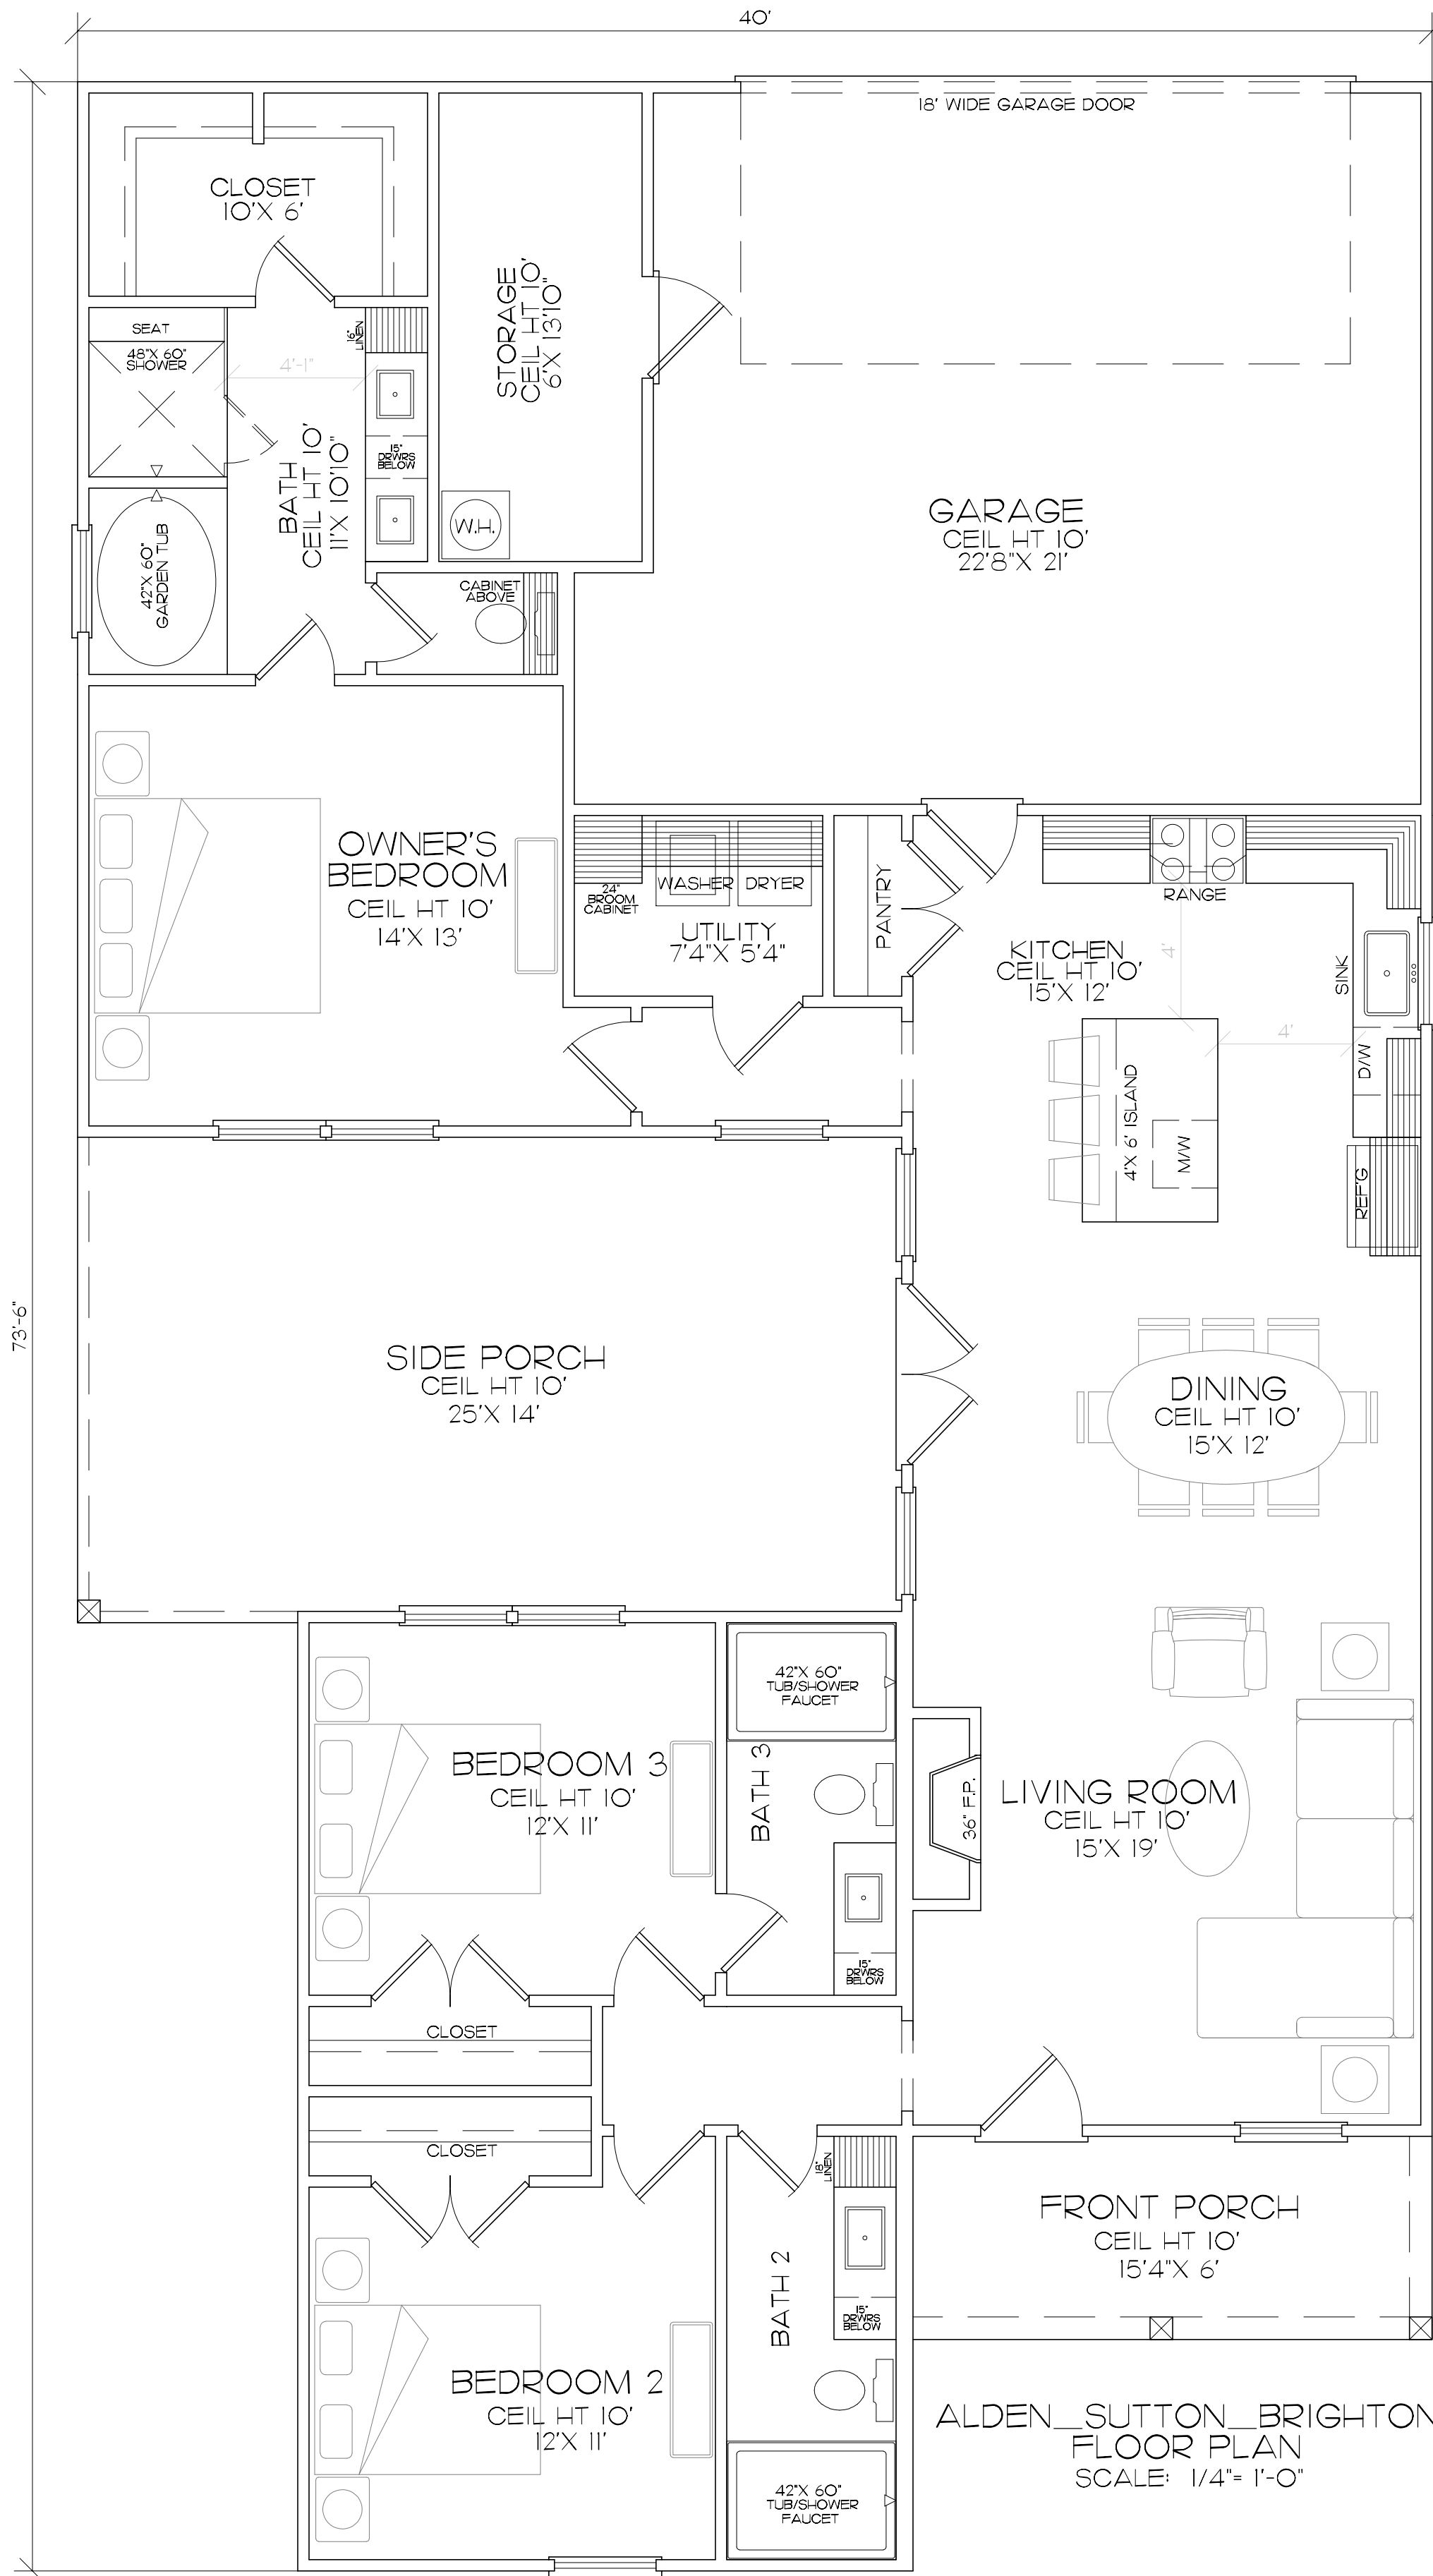 40'
18' WIDE GARAGE DOOR
CLOSET
10'X 6'
STORAGE
CEIL HT 10'
6'X 13'10"
SEAT
48"X 60"
SHOWER
16"
LINEN
4'-1"
15"
DRWRS
BELOW
BATH
CEIL HT 10'
11'X 10'10"
W.H.
42"X 60"
GARDEN TUB
CABINET
ABOVE
GARAGE
CEIL HT 10'
22'8"X 21'
OWNER'S
BEDROOM
CEIL HT 10'
14'X 13'
24"
BROOM
CABINET
WASHER
DRYER
UTILITY
7'4"X 5'4"
PANTRY
RANGE
KITCHEN
CEIL HT 10'
15'X 12'
4'
SINK
4'
D/W
4'X 6' ISLAND
M/W
REF'G
73'-6"
SIDE PORCH
CEIL HT 10'
25'X 14'
DINING
CEIL HT 10'
15'X 12'
42"X 60"
TUB/SHOWER
FAUCET
BEDROOM 3
CEIL HT 10'
12'X 11'
BATH 3
36" F.P.
LIVING ROOM
CEIL HT 10'
15'X 19'
15"
DRWRS
BELOW
CLOSET
CLOSET
18"
LINEN
FRONT PORCH
CEIL HT 10'
15'4"X 6'
BATH 2
15"
DRWRS
BELOW
BEDROOM 2
CEIL HT 10'
12'X 11'
42"X 60"
TUB/SHOWER
FAUCET
ALDEN_SUTTON_BRIGHTON
FLOOR PLAN
SCALE: 1/4"= 1'-0"